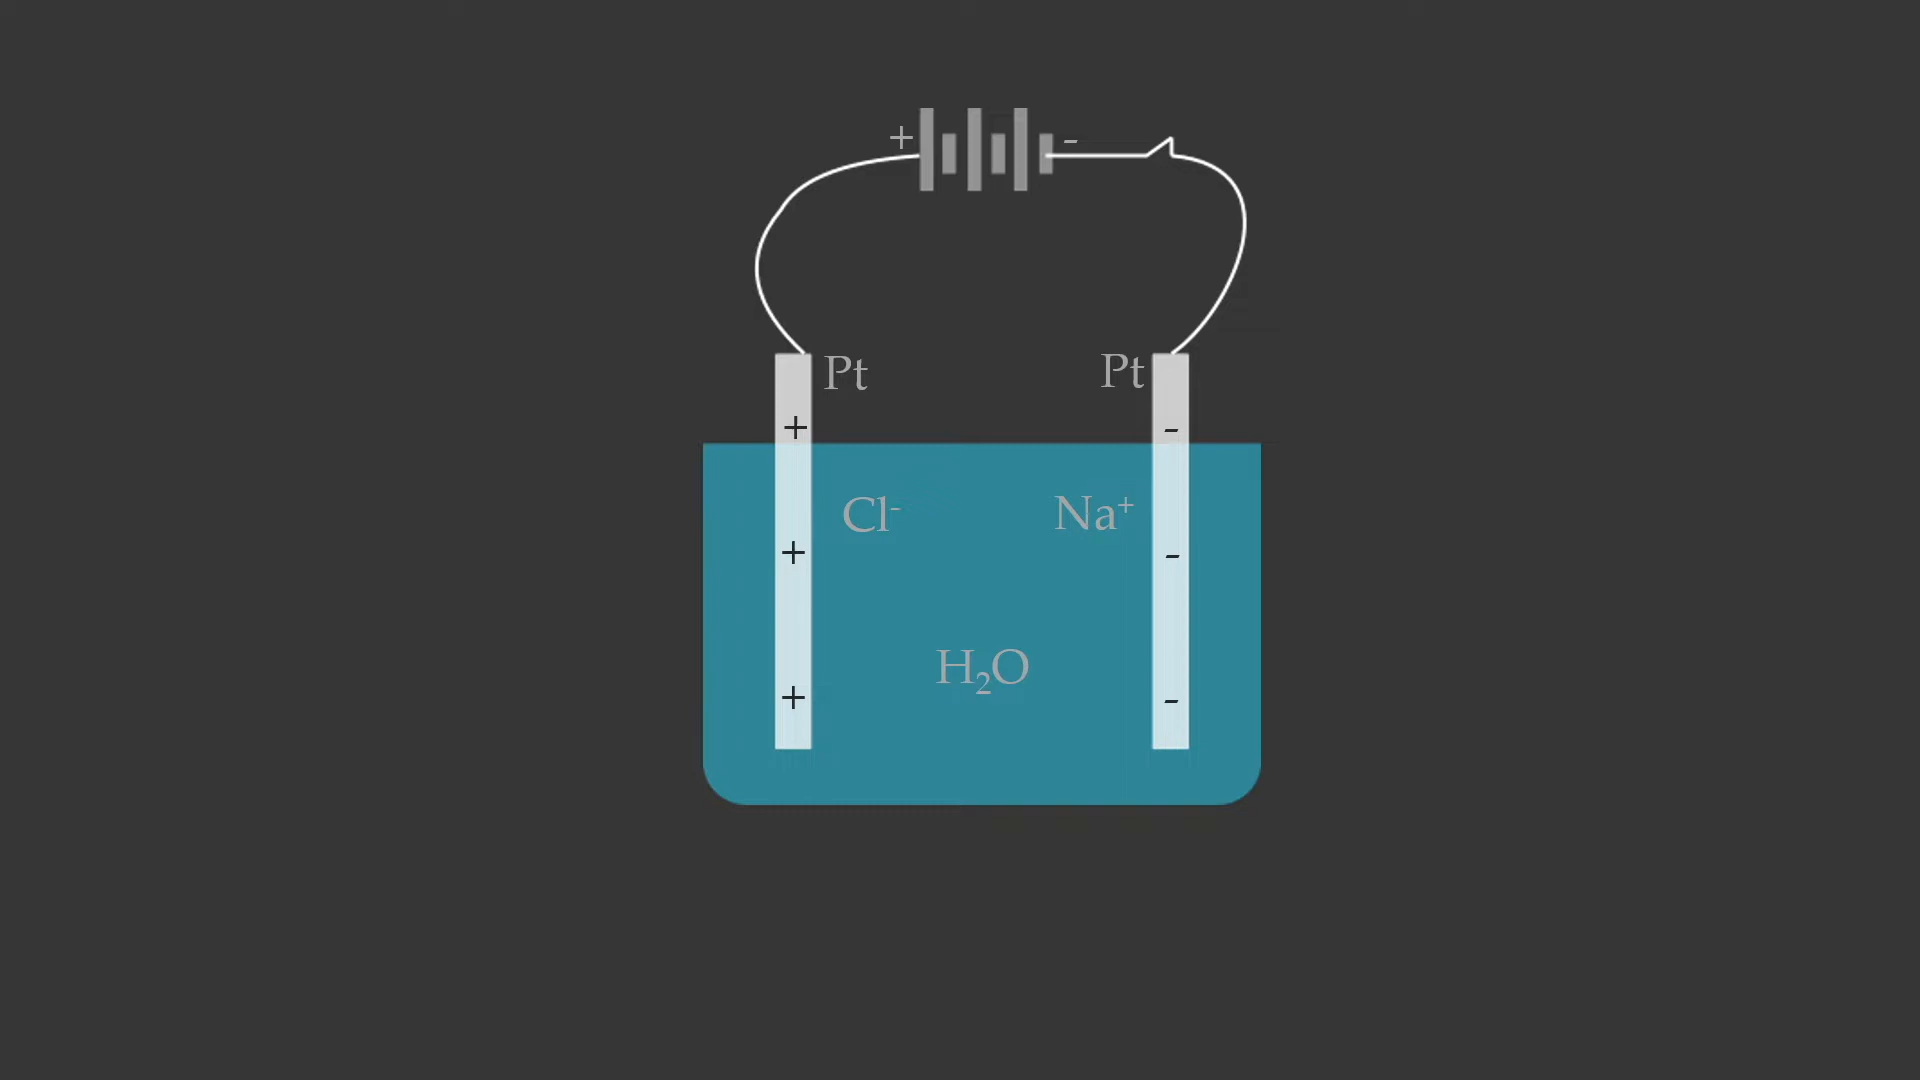 + -
Pt Pt
+ -
Cl⁻ Na⁺
+ -
H₂O
+ -